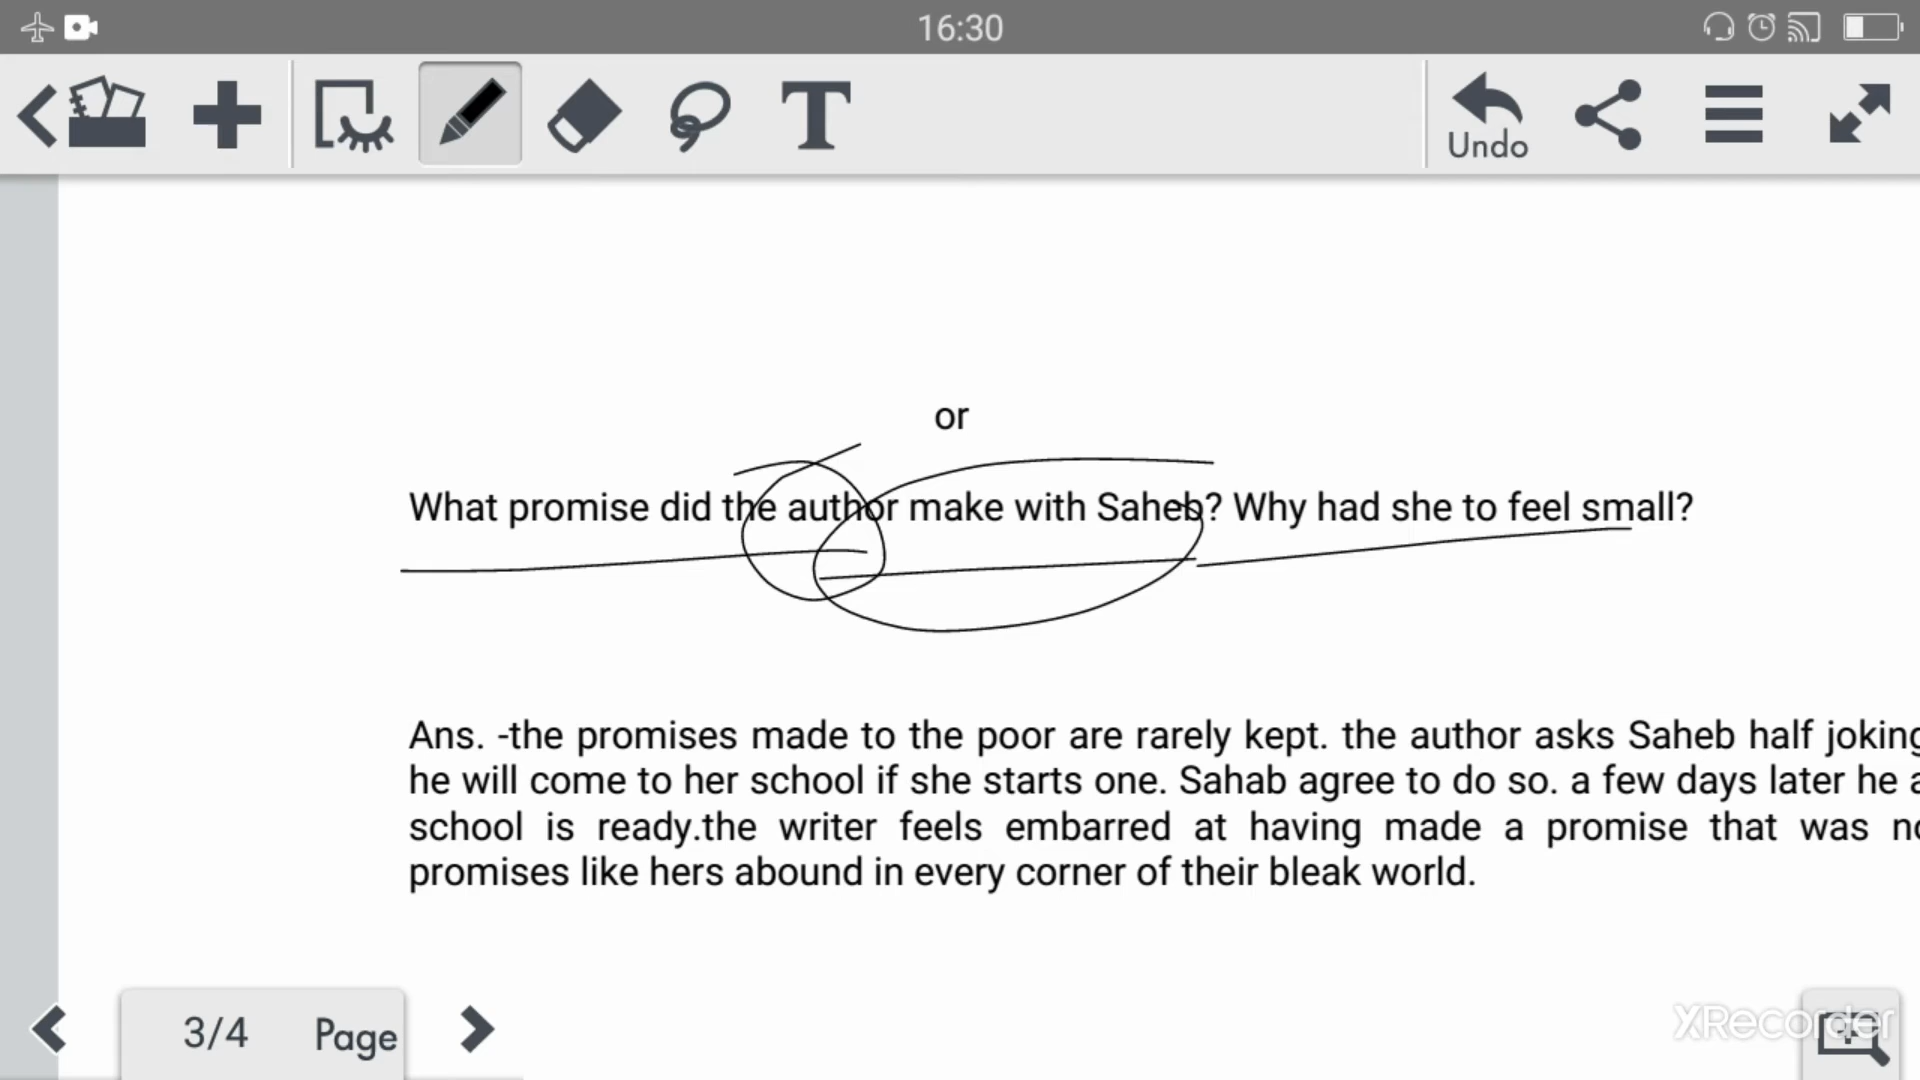 16:30
T
Undo
or
What promise did the author make with Saheb? Why had she to feel small?
Ans. -the promises made to the poor are rarely kept. the author asks Saheb half joking
he will come to her school if she starts one. Sahab agree to do so. a few days later he
school is ready.the writer feels embarred at having made a promise that was
promises like hers abound in every corner of their bleak world.
3/4 Page
XRecorder